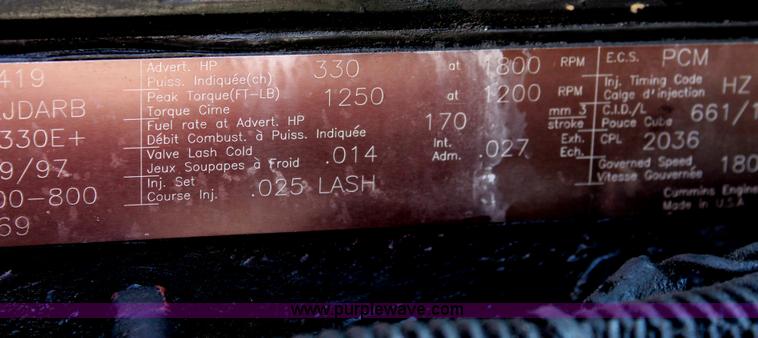 419
JDARB
330E+
9/97
00-800
69
Advert. HP 330 at 1800 RPM
Puiss. Indiquée(ch)
Peak Torque(FT-LB) 1250 at 1200 RPM
Torque Cime
Fuel rate at Advert. HP 170 mm 3
Débit Combust. à Puiss. Indiquée stroke
Valve Lash Cold .014 Int. .027 Exh.
Jeux Soupapes à Froid Adm. Ech.
Inj. Set .025 LASH
Course Inj.
E.C.S. PCM
Inj. Timing Code HZ
Calge d'injection
C.I.D./L 661/1
Pouce Cube
CPL 2036
Governed Speed 180
Vitesse Gouvernée
Cummins Engine
Made in U.S.A
www.purplewave.com